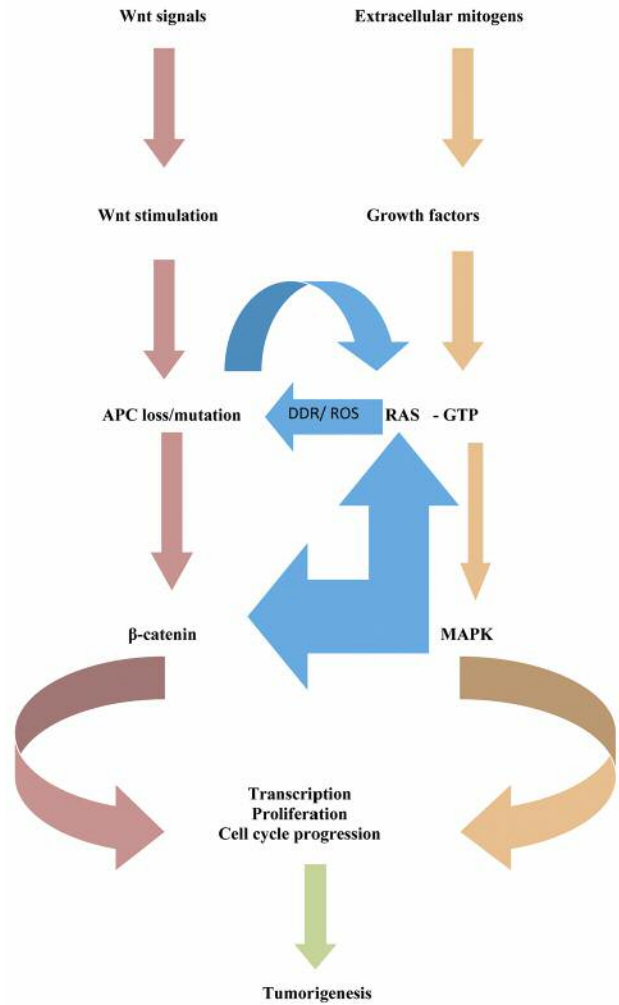 Wnt signals
Extracellular mitogens
Wnt stimulation
Growth factors
APC loss/mutation
DDR/ ROS
RAS - GTP
β-catenin
MAPK
Transcription
Proliferation
Cell cycle progression
Tumorigenesis